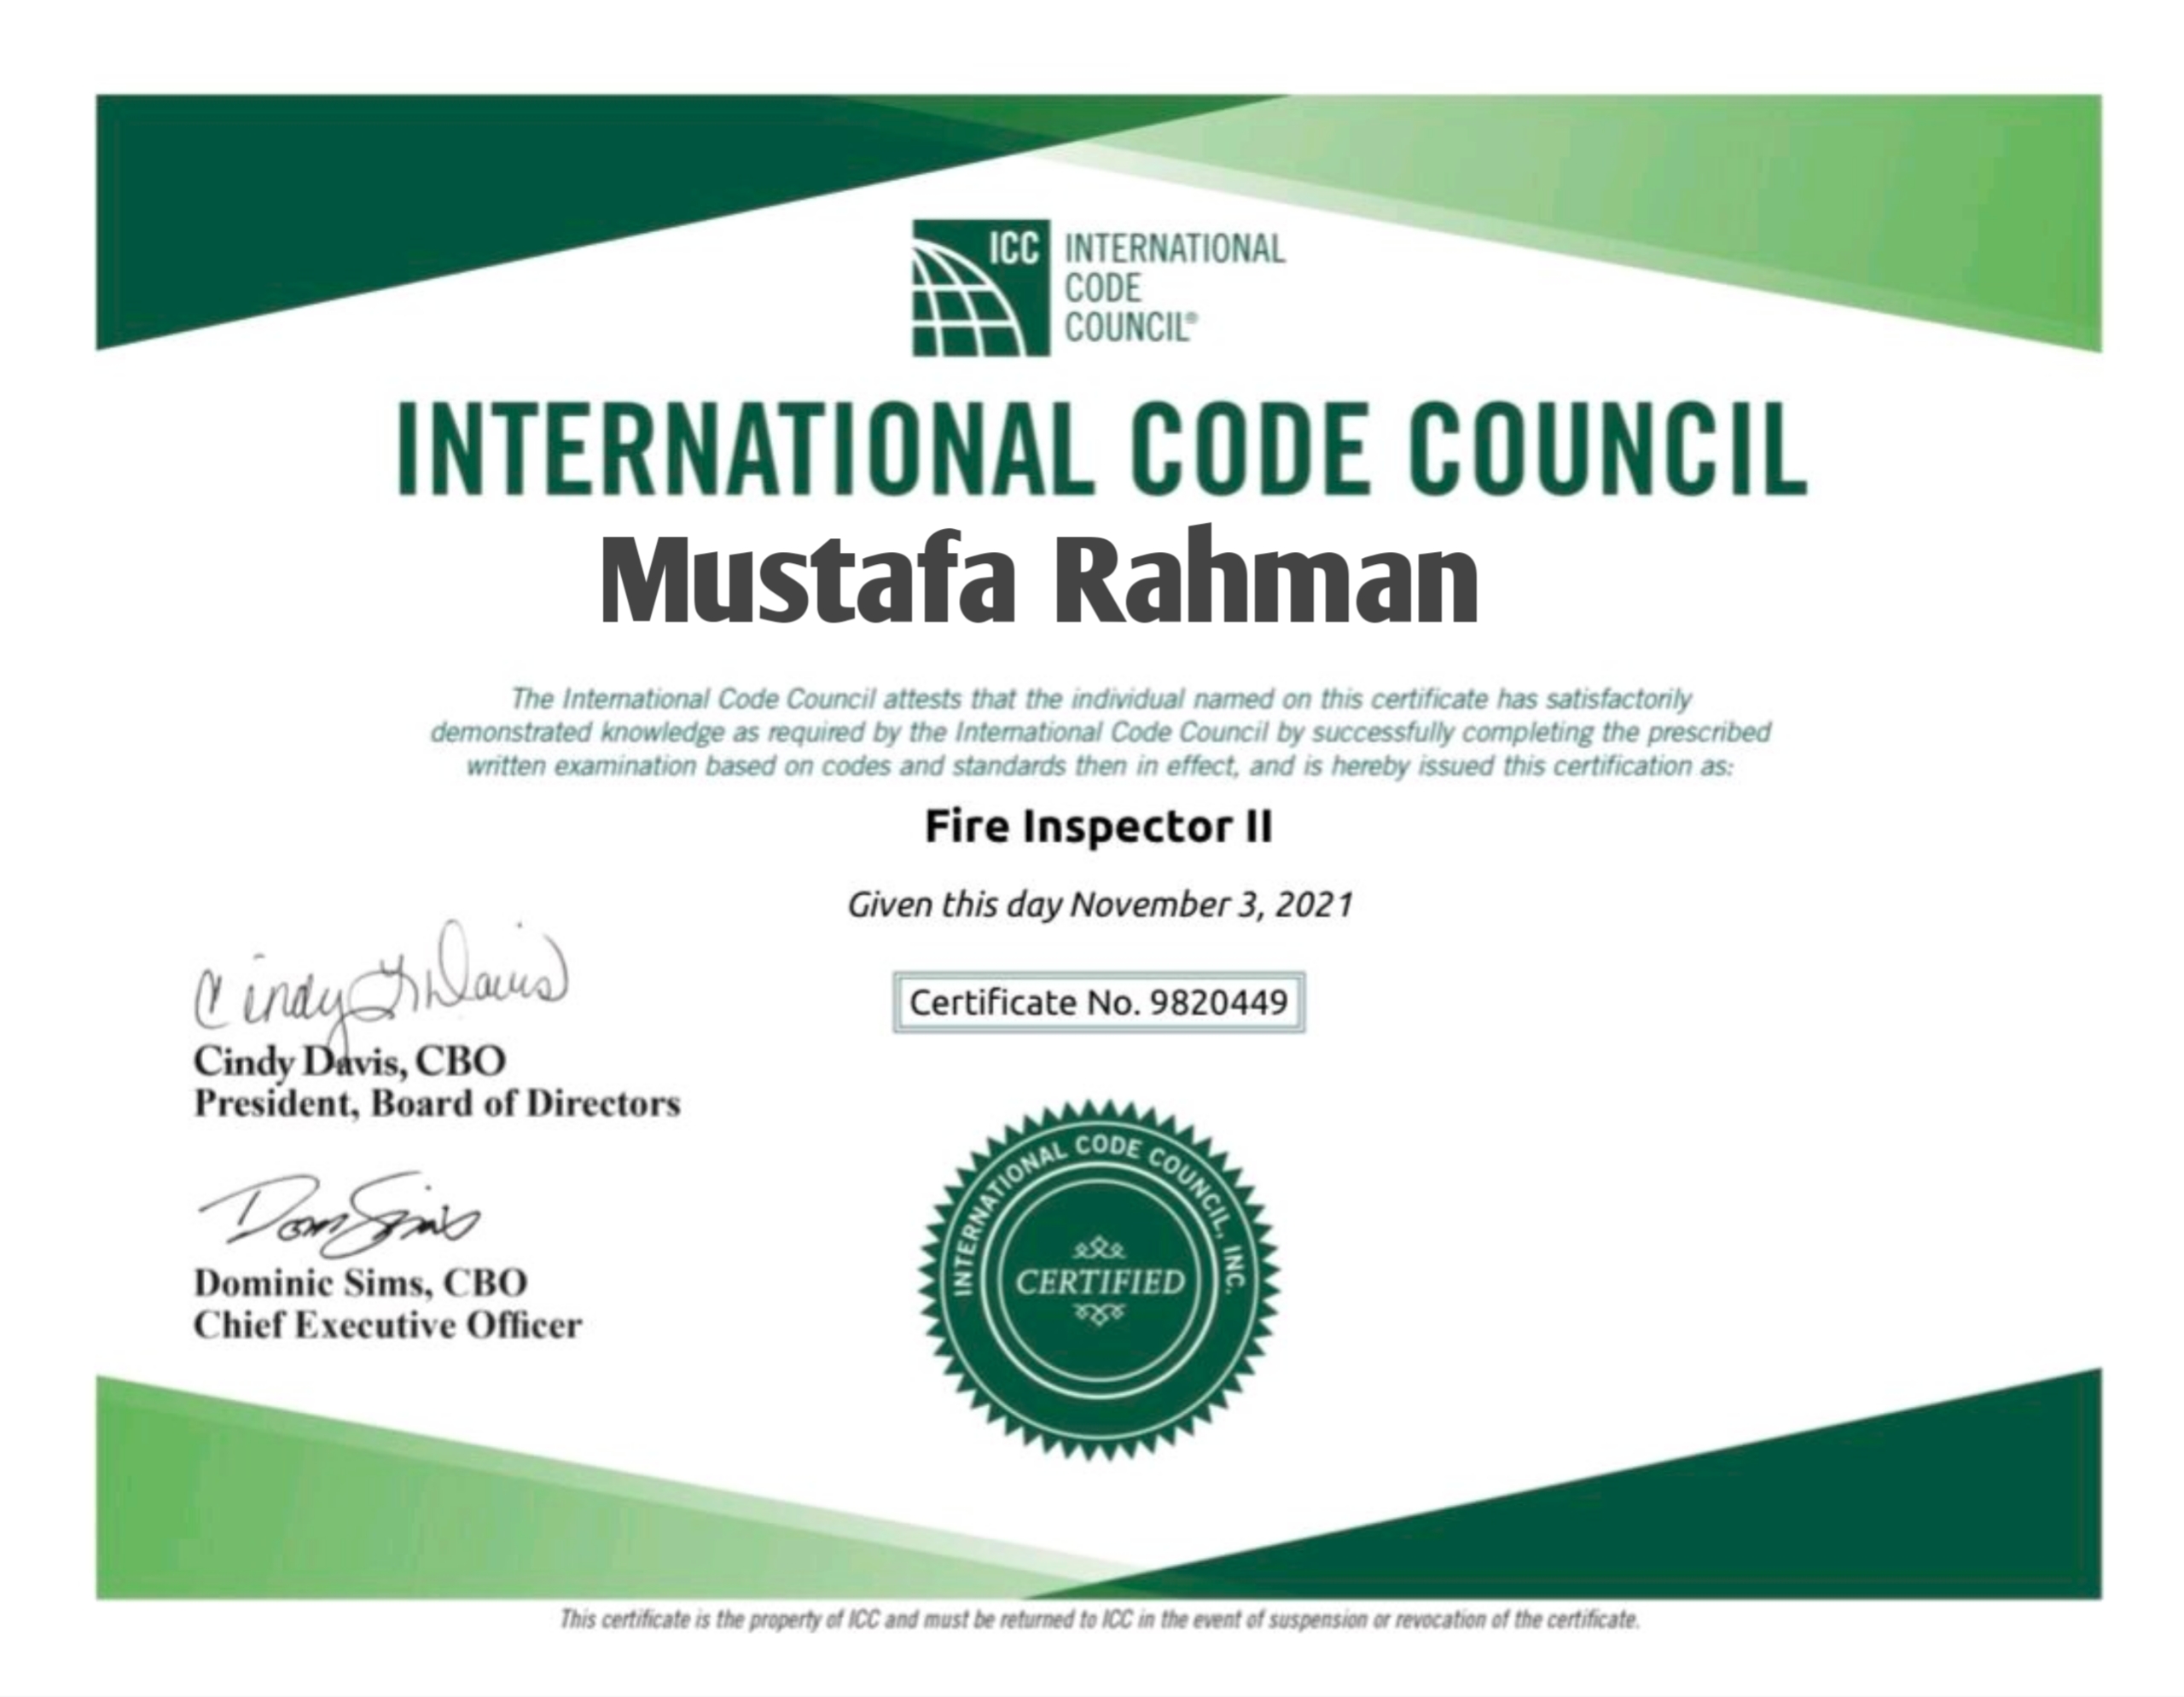 ICC INTERNATIONAL
CODE
COUNCIL®
INTERNATIONAL CODE COUNCIL
Mustafa Rahman
The International Code Council attests that the individual named on this certificate has satisfactorily
demonstrated knowledge as required by the International Code Council by successfully completing the prescribed
written examination based on codes and standards then in effect, and is hereby issued this certification as:
Fire Inspector II
Given this day November 3, 2021
Certificate No. 9820449
Cindy Davis
Cindy Davis, CBO
President, Board of Directors
Dom Sims
Dominic Sims, CBO
Chief Executive Officer
INTERNATIONAL CODE COUNCIL, INC.
CERTIFIED
This certificate is the property of ICC and must be returned to ICC in the event of suspension or revocation of the certificate.